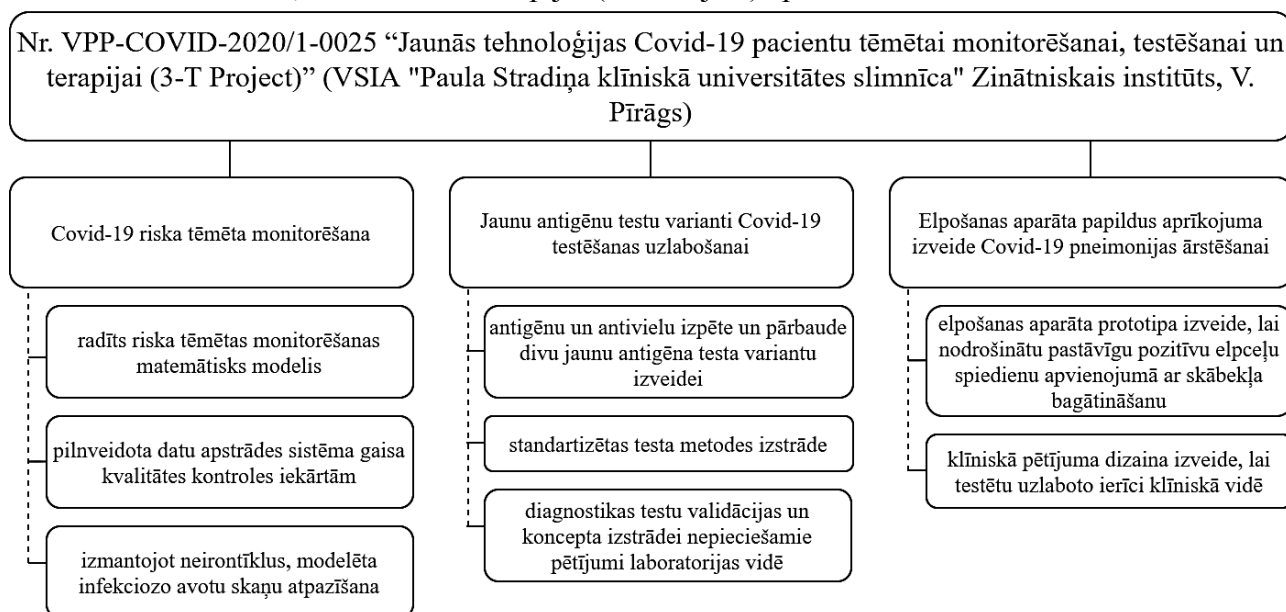 Nr. VPP-COVID-2020/1-0025 “Jaunās tehnoloģijas Covid-19 pacientu tēmētai monitorēšanai, testēšanai un
terapijai (3-T Project)” (VSIA "Paula Stradiņa klīniskā universitātes slimnīca" Zinātniskais institūts, V.
Pīrāgs)
Covid-19 riska tēmēta monitorēšana
radīts riska tēmētas monitorēšanas
matemātisks modelis
pilnveidota datu apstrādes sistēma gaisa
kvalitātes kontroles iekārtām
izmantojot neirontīklus, modelēta
infekciozo avotu skaņu atpazīšana
Jaunu antigēnu testu varianti Covid-19
testēšanas uzlabošanai
antigēnu un antivielu izpēte un pārbaude
divu jaunu antigēna testa variantu
izveidei
standartizētas testa metodes izstrāde
diagnostikas testu validācijas un
koncepta izstrādei nepieciešamie
pētījumi laboratorijas vidē
Elpošanas aparāta papildus aprīkojuma
izveide Covid-19 pneimonijas ārstēšanai
elpošanas aparāta prototipa izveide, lai
nodrošinātu pastāvīgu pozitīvu elpceļu
spiedienu apvienojumā ar skābekļa
bagātināšanu
klīniskā pētījuma dizaina izveide, lai
testētu uzlaboto ierīci klīniskā vidē